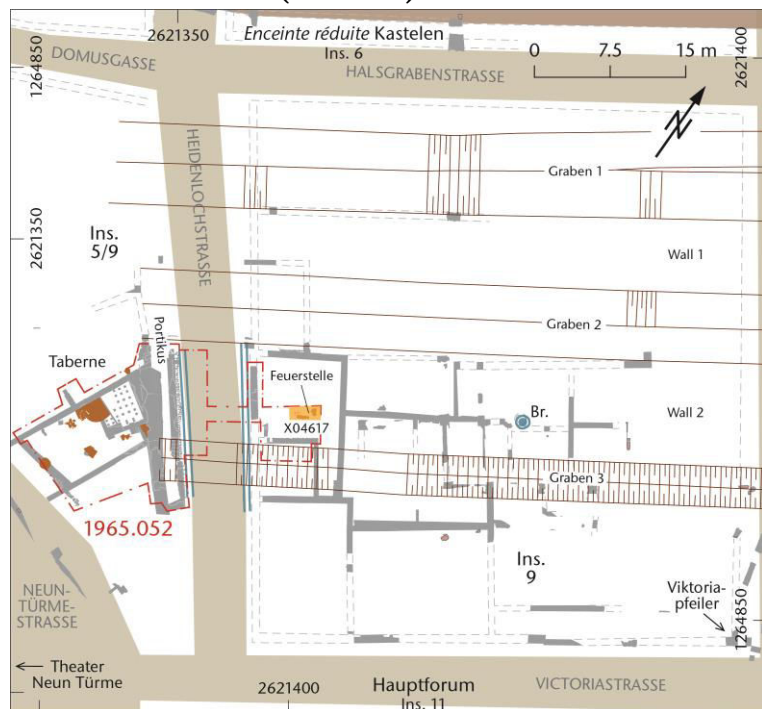 2621350
Enceinte réduite Kastelen
Ins. 6
0 7.5 15 m
2621400
1264850
DOMUSGASSE
HALSGRABENSTRASSE
N
HEIDENLOCHSTRASSE
Graben 1
2621350
Ins.
5/9
Wall 1
Graben 2
Portikus
Taberne
Feuerstelle
X04617
Br.
Wall 2
Graben 3
1965.052
Ins.
9
NEUN-
TÜRME-
STRASSE
Viktoria-
pfeiler
1264850
← Theater
Neun Türme
2621400
Hauptforum
Ins. 11
VICTORIASTRASSE